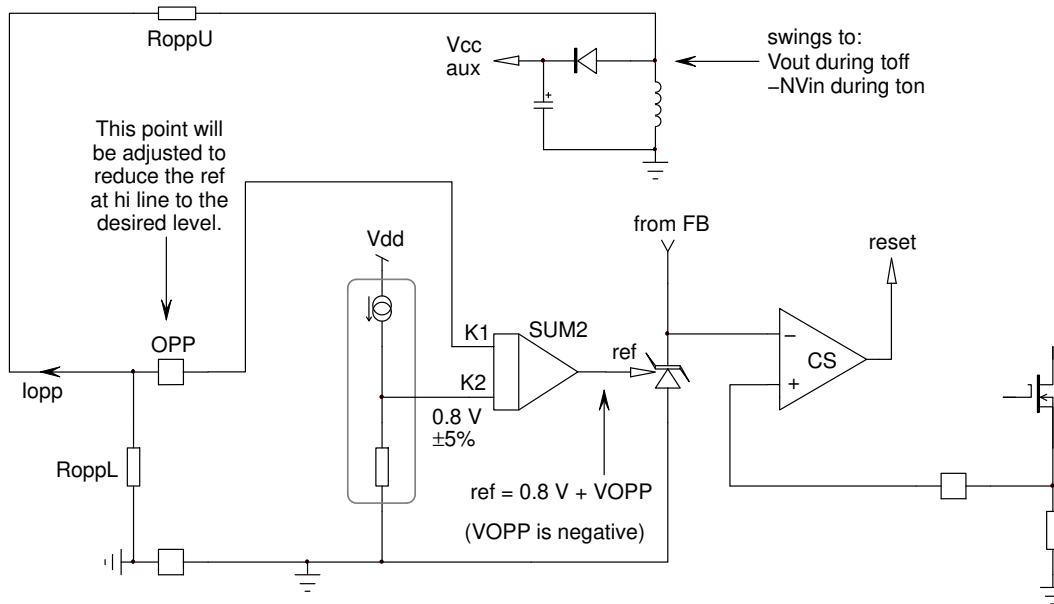 RoppU
Vcc
aux
swings to:
Vout during toff
–NVin during ton
This point will
be adjusted to
reduce the ref
at hi line to the
desired level.
from FB
Vdd
reset
OPP
K1
SUM2
ref
CS
–
+
K2
Iopp
0.8 V
±5%
RoppL
ref = 0.8 V + VOPP
(VOPP is negative)